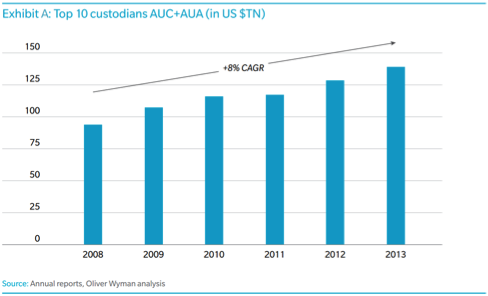 Exhibit A: Top 10 custodians AUC+AUA (in US $TN)
150
+8% CAGR
125
100
75
50
25
0
2008 2009 2010 2011 2012 2013
Source: Annual reports, Oliver Wyman analysis